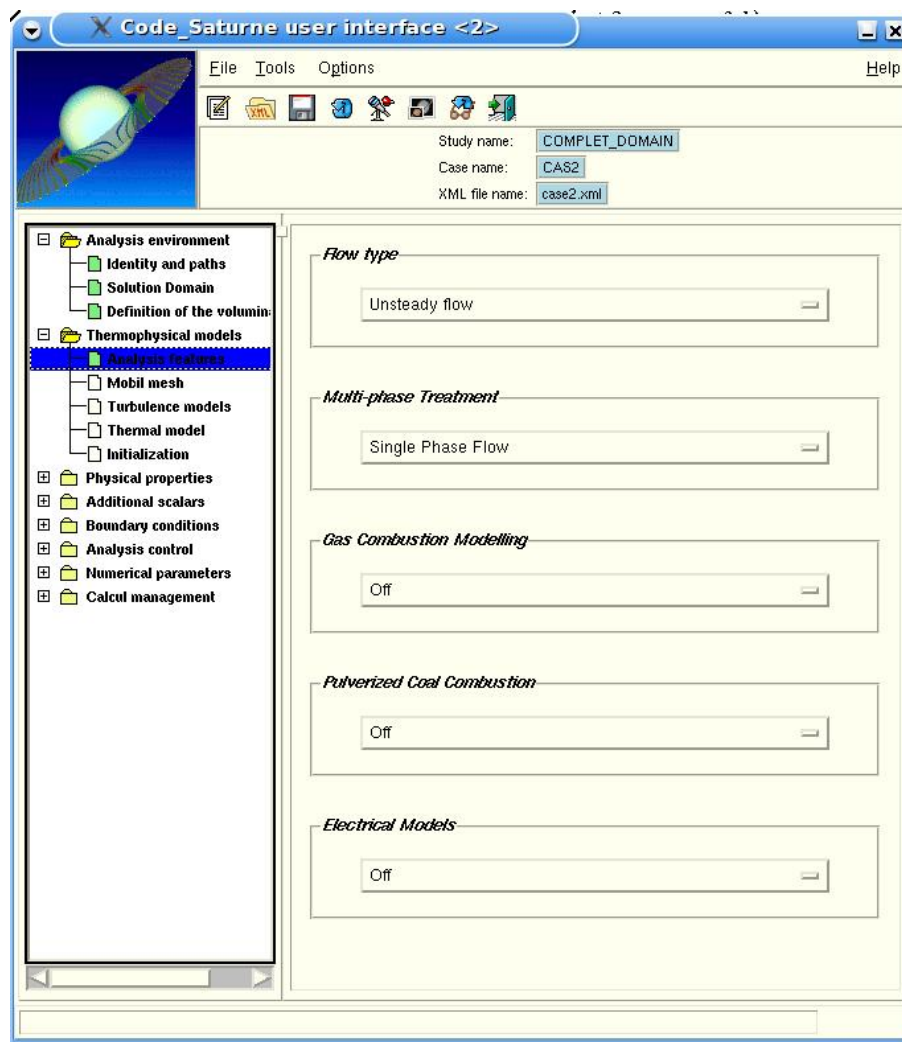 Code_Saturne user interface <2>
File Tools Options Help
Study name: COMPLET_DOMAIN
Case name: CAS2
XML file name: case2.xml
Analysis environment
Identity and paths
Solution Domain
Definition of the volumin
Thermophysical models
Analysis features
Mobil mesh
Turbulence models
Thermal model
Initialization
Physical properties
Additional scalars
Boundary conditions
Analysis control
Numerical parameters
Calcul management
Flow type
Unsteady flow
Multi-phase Treatment
Single Phase Flow
Gas Combustion Modelling
Off
Pulverized Coal Combustion
Off
Electrical Models
Off